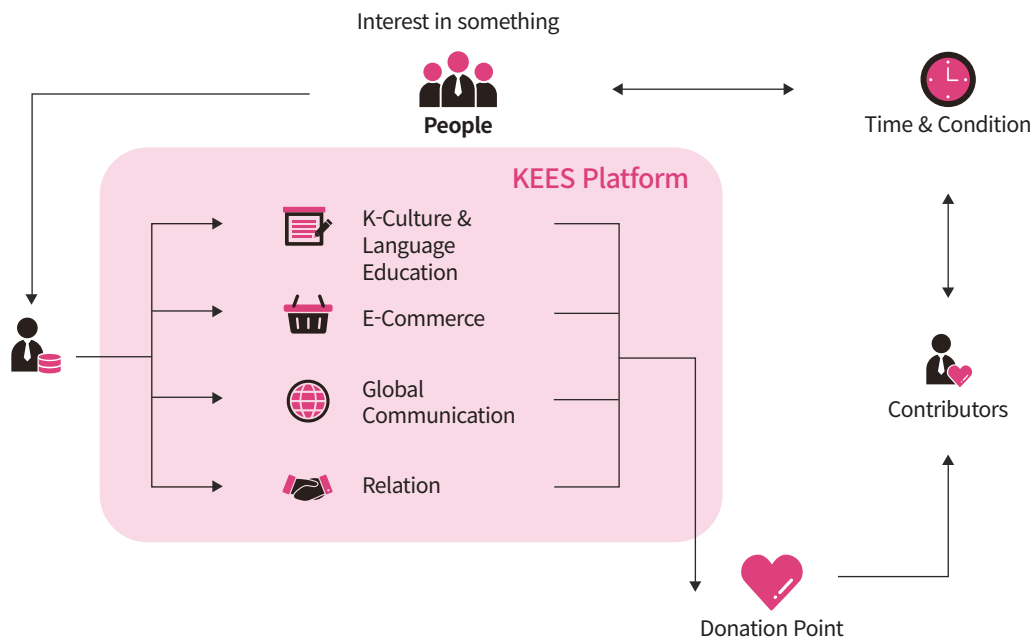 Interest in something
People
Time & Condition
KEES Platform
K-Culture &
Language
Education
E-Commerce
Global
Communication
Relation
Contributors
Donation Point